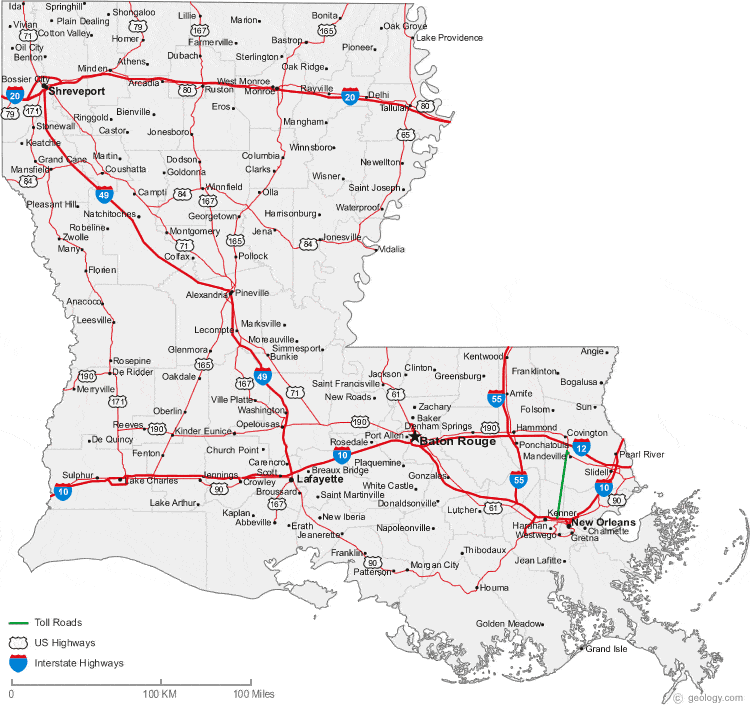 Ida Springhill Shongaloo Lillie Marion Bonita
Vivian Plain Dealing 79 167 165 Oak Grove
71 Cotton Valley Homer Farmerville Bastrop Pioneer Lake Providence
Oil City
Benton Athens Dubach Sterlington
Minden Oak Ridge
Bossier City Arcadia West Monroe
20 Shreveport 80 Ruston Monroe Rayville 20 Delhi
79 171 Ringgold Bienville Eros Tallulah 80
Stonewall Castor Jonesboro Mangham 65
Keatchie Winnsboro
Grand Cane Martin Dodson Columbia Newellton
Mansfield Coushatta Goldonna Clarks
84 Wisner
49 Campti 84 Winnfield Olla Saint Joseph
Pleasant Hill Natchitoches 167 Georgetown Harrisonburg Waterproof
Robeline Montgomery Jena
Zwolle 71 165 84 Jonesville
Many Colfax Pollock Vidalia
Florien
Anacoco Alexandria Pineville
Leesville Lecompte Marksville
Moreauville
Glenmora Simmesport Kentwood Angie
Rosepine 165 Bunkie
190 De Ridder Oakdale 49 Jackson Clinton Greensburg Franklinton
Merryville 167 71 Saint Francisville 61 Bogalusa
171 Ville Platte New Roads 55 Amite
Oberlin Washington Zachary Folsom Sun
Reeves 190 Opelousas 190 Baker
De Quincy Kinder Eunice Denham Springs 190 Hammond Covington
Port Allen Baton Rouge
Fenton Church Point Rosedale Ponchatoula 12
Carencro 10 Plaquemine Mandeville Pearl River
Sulphur Jennings Scott Breaux Bridge Gonzales Slidell
10 Lake Charles 90 Crowley Lafayette White Castle 55 10
Broussard Saint Martinville Donaldsonville 61 90
Lake Arthur 167 Lutcher Kenner
Kaplan New Iberia Harahan New Orleans
Abbeville Erath Napoleonville Westwego Chalmette
Jeanerette Gretna
Franklin Thibodaux
90 Morgan City Jean Lafitte
Patterson
Houma
Toll Roads Golden Meadow
US Highways
Grand Isle
Interstate Highways
0 100 KM 100 Miles
© geology.com